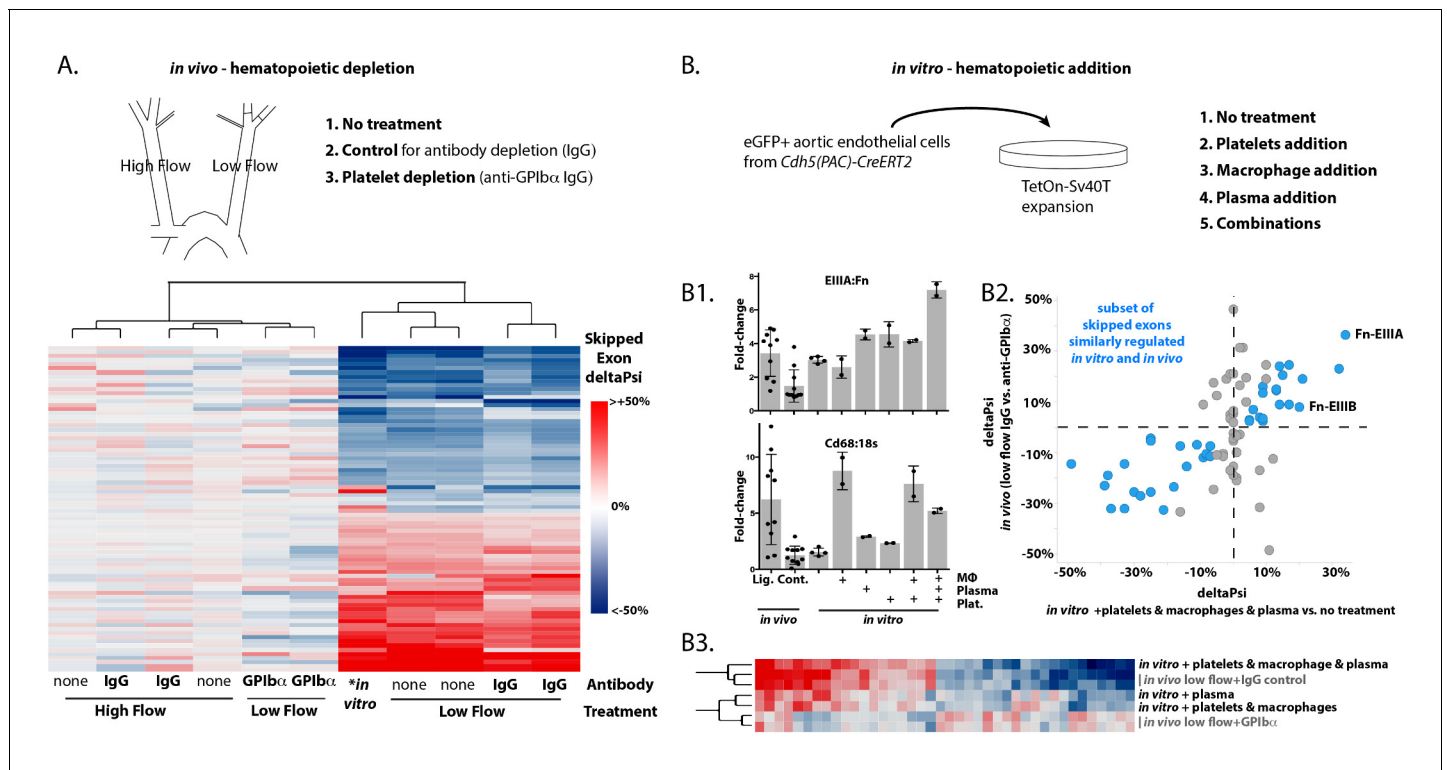 A.
in vivo - hematopoietic depletion
High Flow
Low Flow
1. No treatment
2. Control for antibody depletion (IgG)
3. Platelet depletion (anti-GPIbα IgG)
Skipped
Exon
deltaPsi
>+50%
0%
<-50%
none
IgG
IgG
none
GPIbα
GPIbα
*in
vitro
none
none
IgG
IgG
Antibody
High Flow
Low Flow
Low Flow
Treatment
B.
in vitro - hematopoietic addition
eGFP+ aortic endothelial cells
from Cdh5(PAC)-CreERT2
TetOn-Sv40T
expansion
1. No treatment
2. Platelets addition
3. Macrophage addition
4. Plasma addition
5. Combinations
B1.
EIIIA:Fn
Fold-change
8
6
4
2
0
Cd68:18s
Fold-change
10
5
0
Lig.
Cont.
+ + + MΦ
+ + Plasma
+ + + Plat.
in vivo
in vitro
B2.
50%
30%
10%
-10%
-30%
-50%
deltaPsi
in vivo (low flow IgG vs. anti-GPIbα)
subset of
skipped exons
similarly regulated
in vitro and in vivo
Fn-EIIIA
Fn-EIIIB
-50%
-30%
-10%
10%
30%
deltaPsi
in vitro +platelets & macrophages & plasma vs. no treatment
B3.
in vitro + platelets & macrophage & plasma
| in vivo low flow+IgG control
in vitro + plasma
in vitro + platelets & macrophages
| in vivo low flow+GPIbα